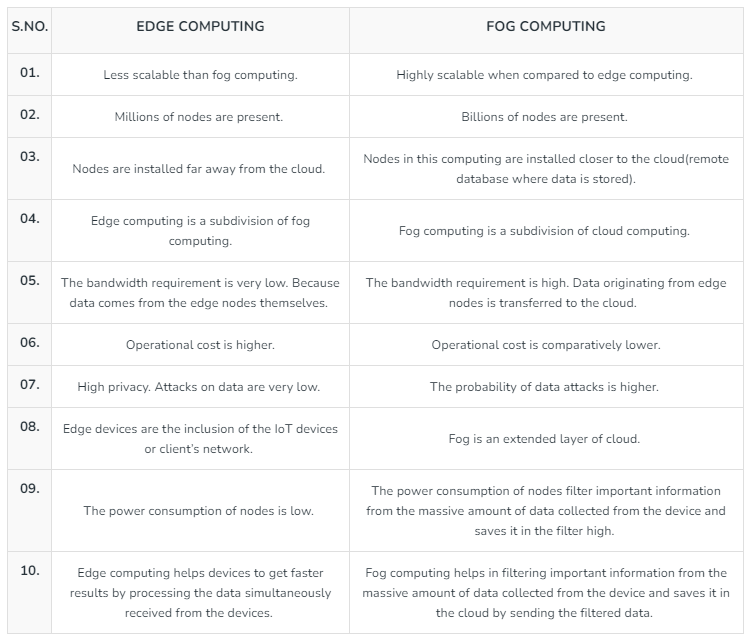 S.NO. EDGE COMPUTING FOG COMPUTING
01. Less scalable than fog computing. Highly scalable when compared to edge computing.
02. Millions of nodes are present. Billions of nodes are present.
03. Nodes are installed far away from the cloud. Nodes in this computing are installed closer to the cloud(remote
database where data is stored).
04. Edge computing is a subdivision of fog
computing. Fog computing is a subdivision of cloud computing.
05. The bandwidth requirement is very low. Because
data comes from the edge nodes themselves. The bandwidth requirement is high. Data originating from edge
nodes is transferred to the cloud.
06. Operational cost is higher. Operational cost is comparatively lower.
07. High privacy. Attacks on data are very low. The probability of data attacks is higher.
08. Edge devices are the inclusion of the IoT devices
or client's network. Fog is an extended layer of cloud.
09. The power consumption of nodes is low. The power consumption of nodes filter important information
from the massive amount of data collected from the device and
saves it in the filter high.
10. Edge computing helps devices to get faster
results by processing the data simultaneously
received from the devices. Fog computing helps in filtering important information from the
massive amount of data collected from the device and saves it in
the cloud by sending the filtered data.